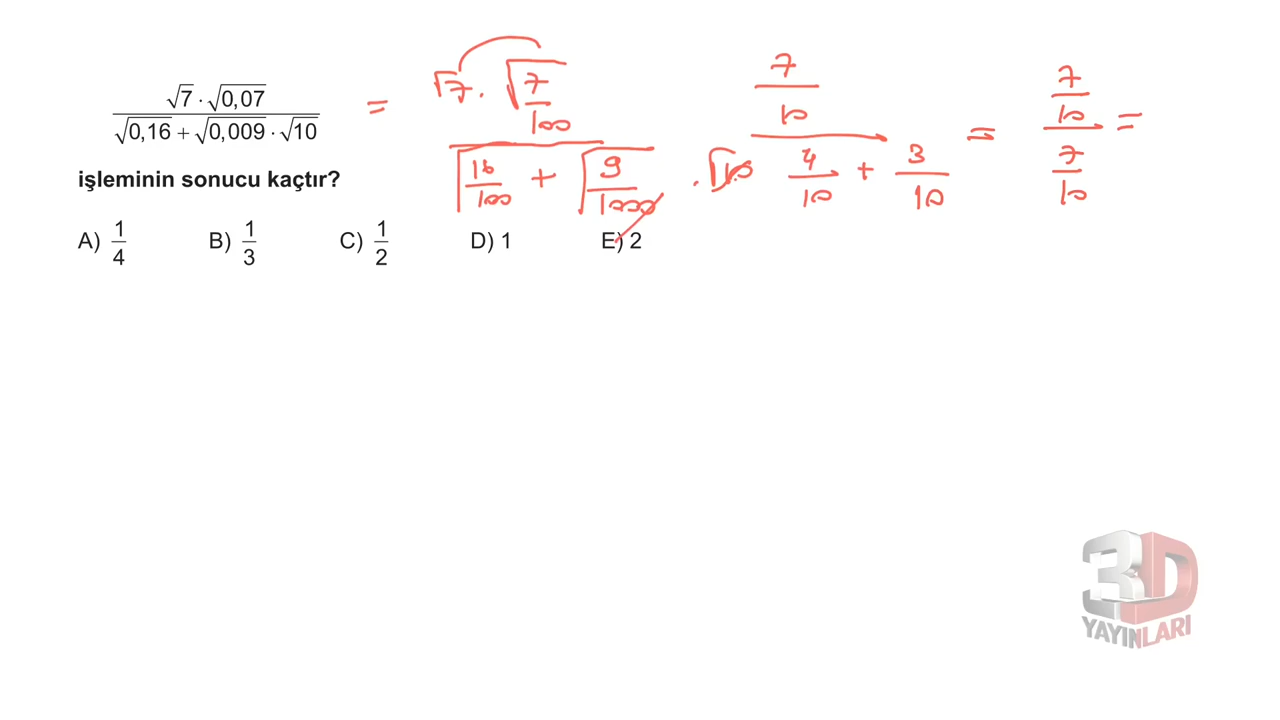 √7 · √0,07 / √0,16 + √0,009 · √10
işleminin sonucu kaçtır?
A) 1/4 B) 1/3 C) 1/2 D) 1 E) 2
= √7 · √7/100 / √16/100 + √9/1000 · √10
7/10 / 4/10 + 3/10 = 7/10 / 7/10 =
3D
YAYINLARI